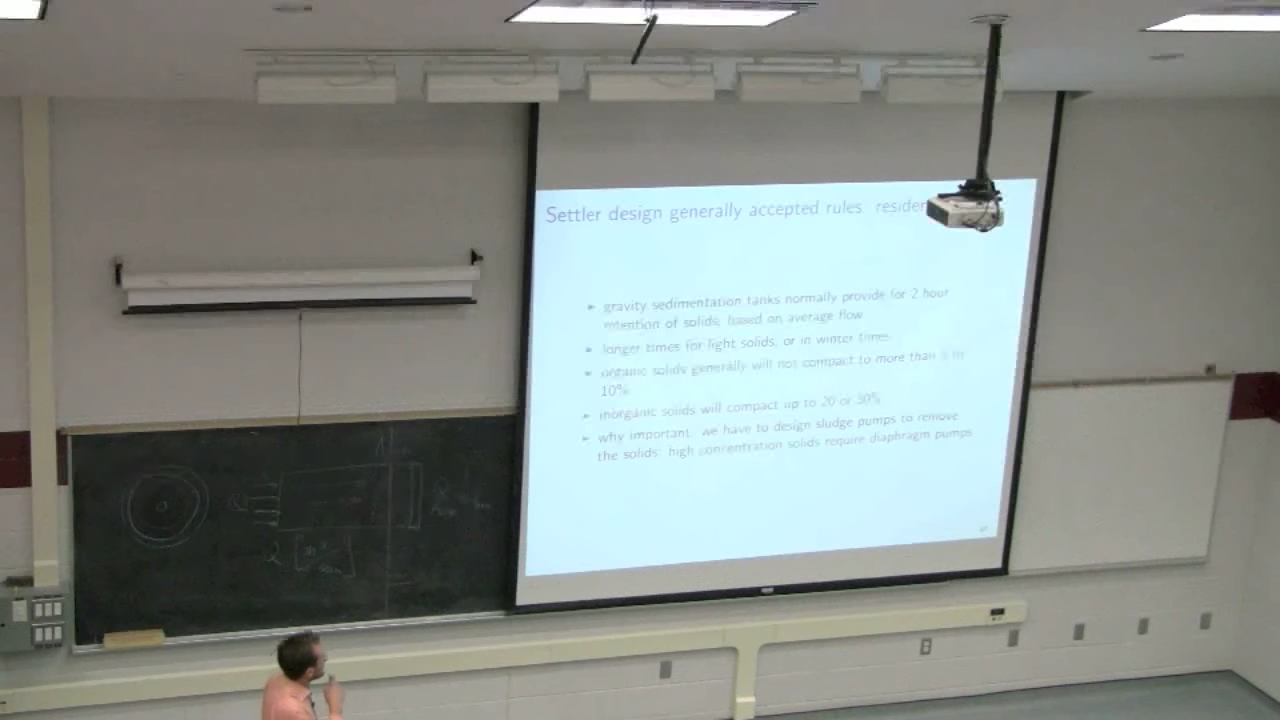 Settler design generally accepted rules: residen
▸ gravity sedimentation tanks normally provide for 2 hour
retention of solids, based on average flow
▸ longer times for light solids, or in winter times
▸ organic solids generally will not compact to more than
10%
▸ inorganic solids will compact up to 20 or 30%
▸ why important: we have to design sludge pumps to remove
the solids: high concentration solids require diaphragm pumps